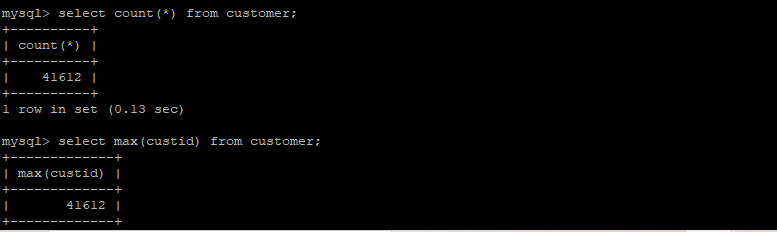 mysql> select count(*) from customer;
+----------+
| count(*) |
+----------+
|    41612 |
+----------+
1 row in set (0.13 sec)

mysql> select max(custid) from customer;
+-------------+
| max(custid) |
+-------------+
|       41612 |
+-------------+